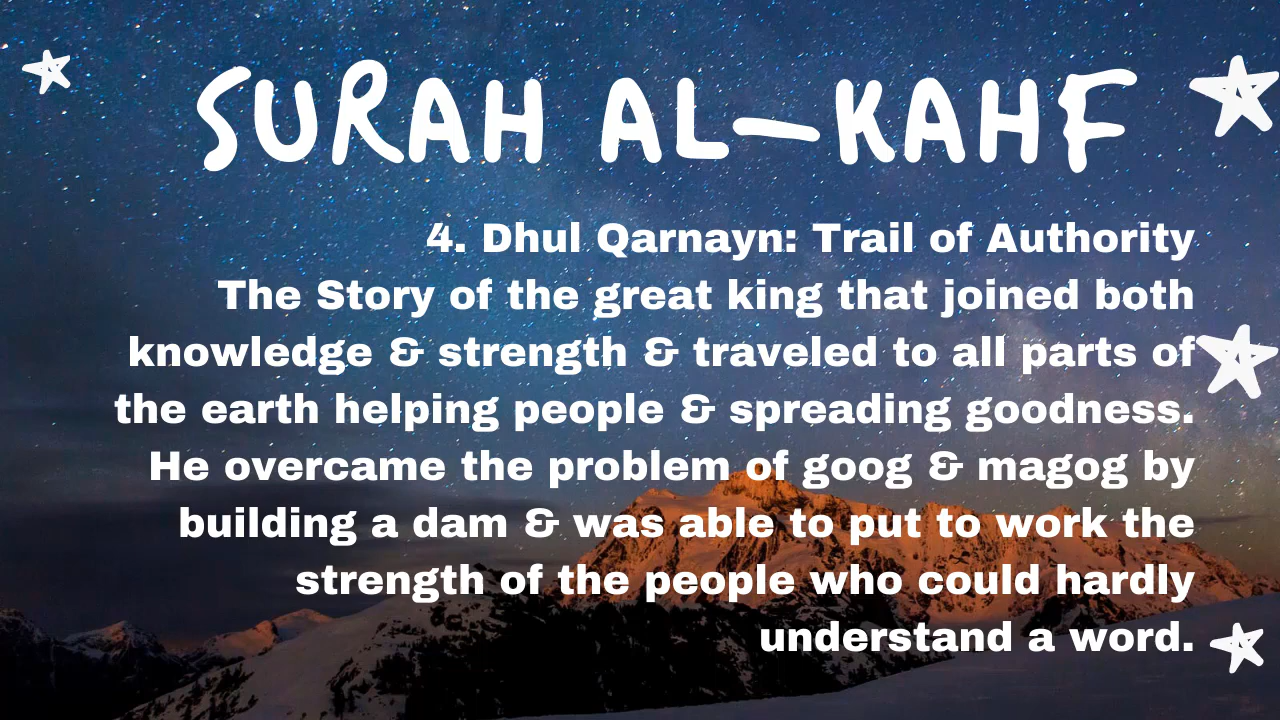 SURAH AL-KAHF
4. Dhul Qarnayn: Trail of Authority
The Story of the great king that joined both
knowledge & strength & traveled to all parts of
the earth helping people & spreading goodness.
He overcame the problem of goog & magog by
building a dam & was able to put to work the
strength of the people who could hardly
understand a word.